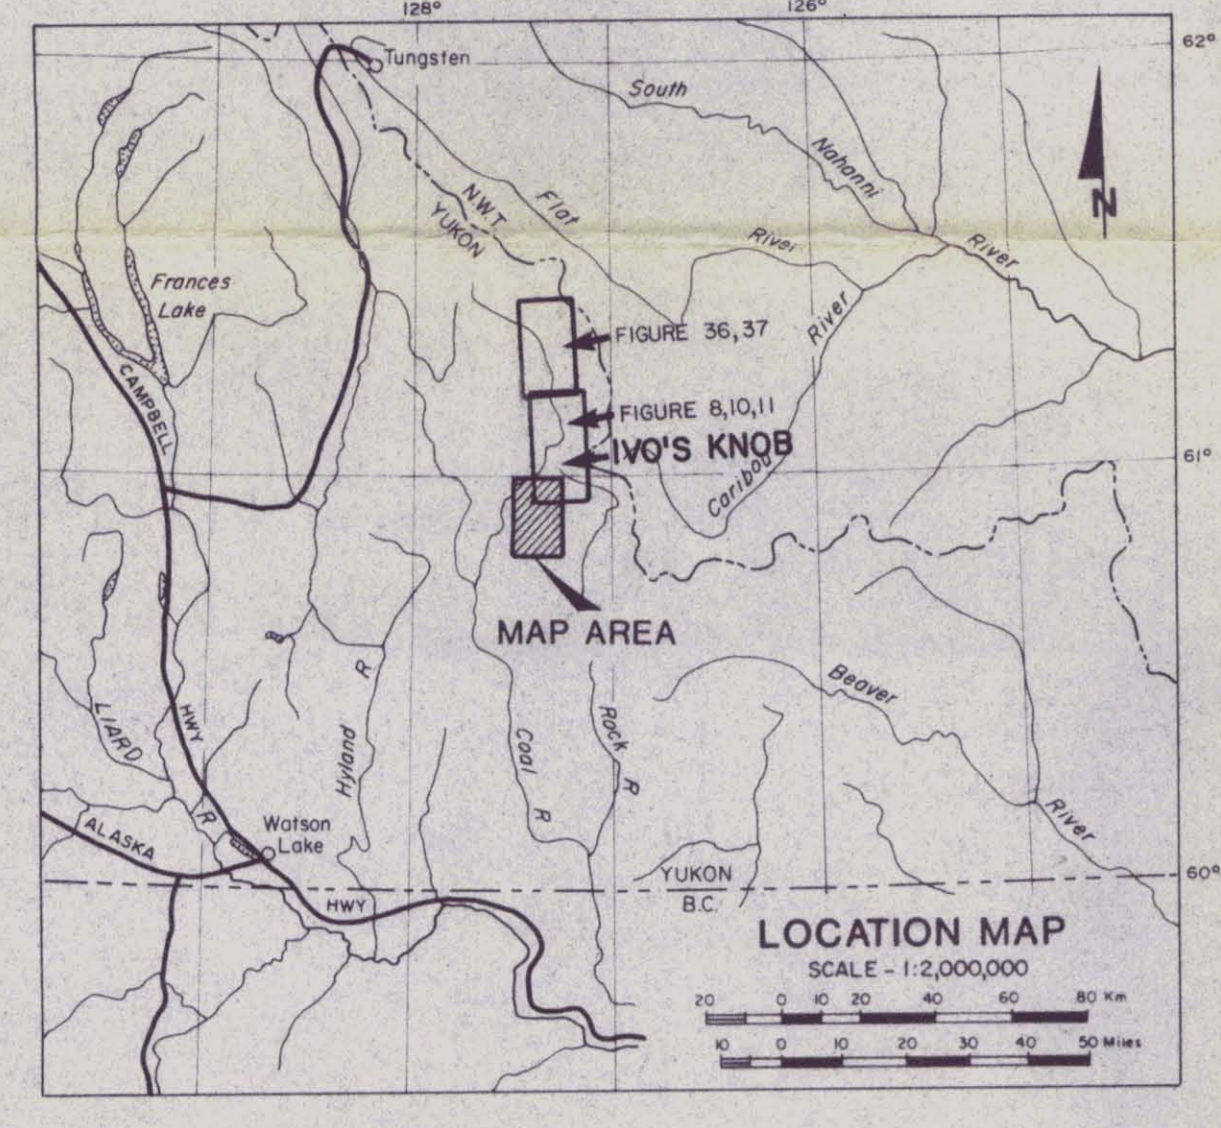 128°
126°
62°
Tungsten
South
Nahanni
River
N
N.W.T.
YUKON
Flat
River
Frances
Lake
FIGURE 36,37
River
CAMPBELL
FIGURE 8,10,11
IVO'S KNOB
61°
Caribou
MAP AREA
R
Beaver
LIARD
HWY
Hyland
Coal
Rock
R
R
River
R
ALASKA
Watson
Lake
YUKON
60°
HWY
B.C.
LOCATION MAP
SCALE - 1:2,000,000
20 0 10 20 40 60 80 Km
10 0 10 20 30 40 50 Miles